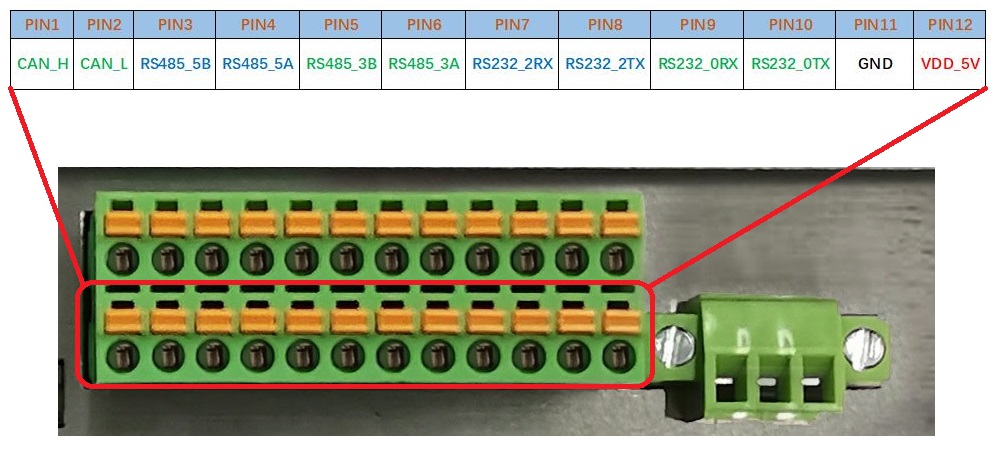 PIN1 PIN2 PIN3 PIN4 PIN5 PIN6 PIN7 PIN8 PIN9 PIN10 PIN11 PIN12
CAN_H CAN_L RS485_5B RS485_5A RS485_3B RS485_3A RS232_2RX RS232_2TX RS232_0RX RS232_0TX GND VDD_5V